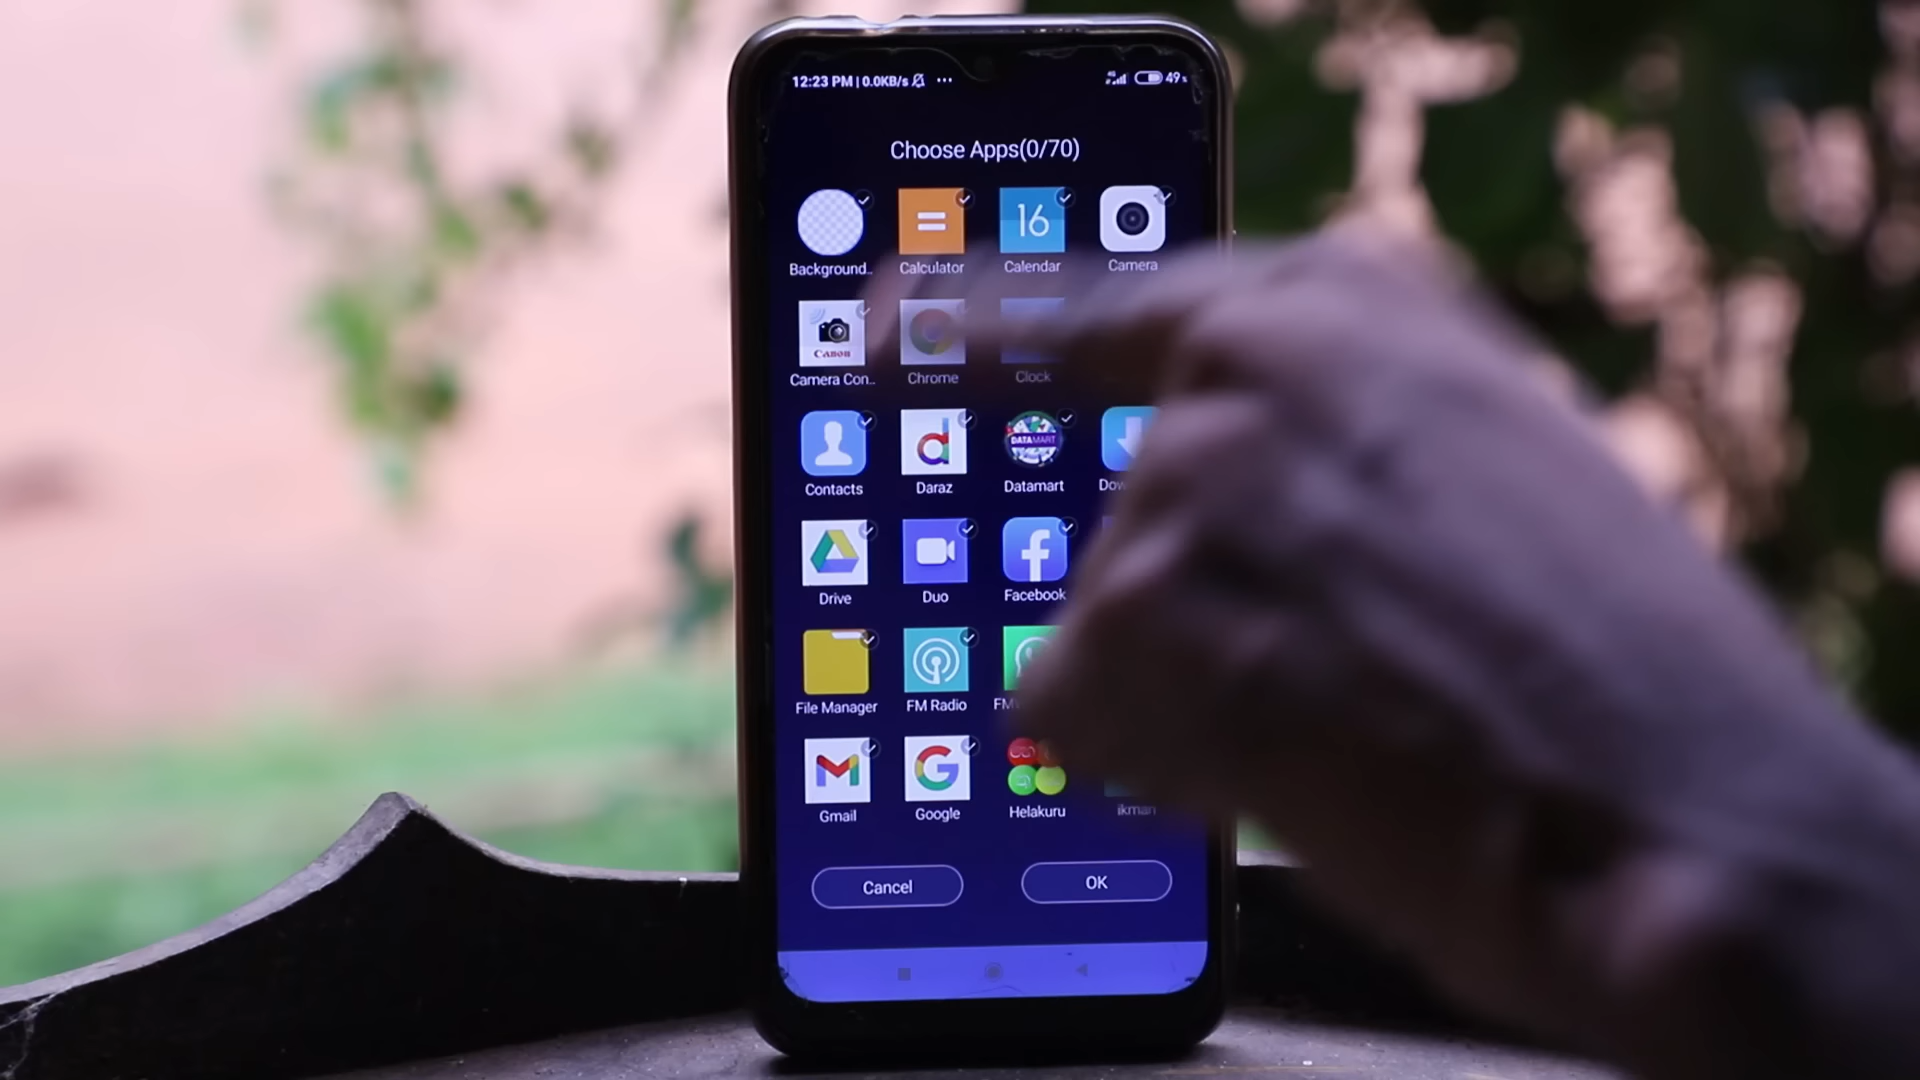 12:23 PM | 0.0KB/s ... 49
Choose Apps(0/70)
16
Background.. Calculator Calendar Camera
Canon
Camera Con.. Chrome Clock
DATAMART
Contacts Daraz Datamart
Drive Duo Facebook
File Manager FM Radio
Gmail Google Helakuru ikman
Cancel OK